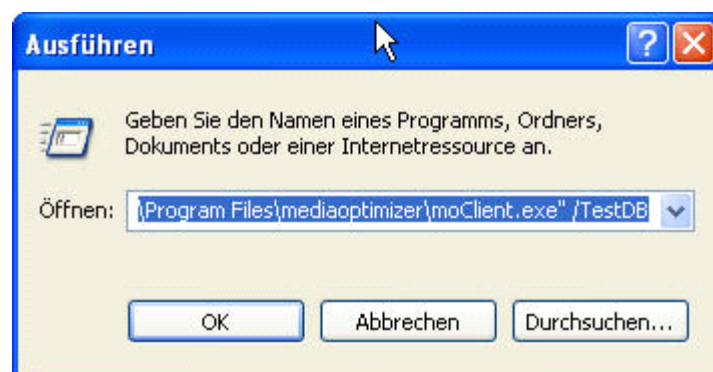 Ausführen
Geben Sie den Namen eines Programms, Ordners,
Dokuments oder einer Internetressource an.
Öffnen: \Program Files\mediaoptimizer\moClient.exe" /TestDB
OK Abbrechen Durchsuchen...